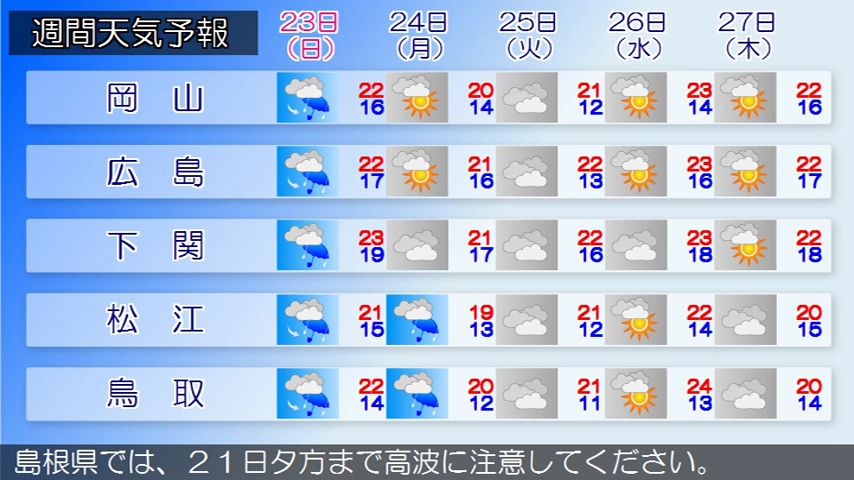 週間天気予報 23日 24日 25日 26日 27日
(日) (月) (火) (水) (木)
岡山 22 20 21 23 22
16 14 12 14 16
広島 22 21 22 23 22
17 16 13 16 17
下関 23 21 22 23 22
19 17 16 18 18
松江 21 19 21 22 20
15 13 12 14 15
鳥取 22 20 21 24 20
14 12 11 13 14
島根県では、21日夕方まで高波に注意してください。